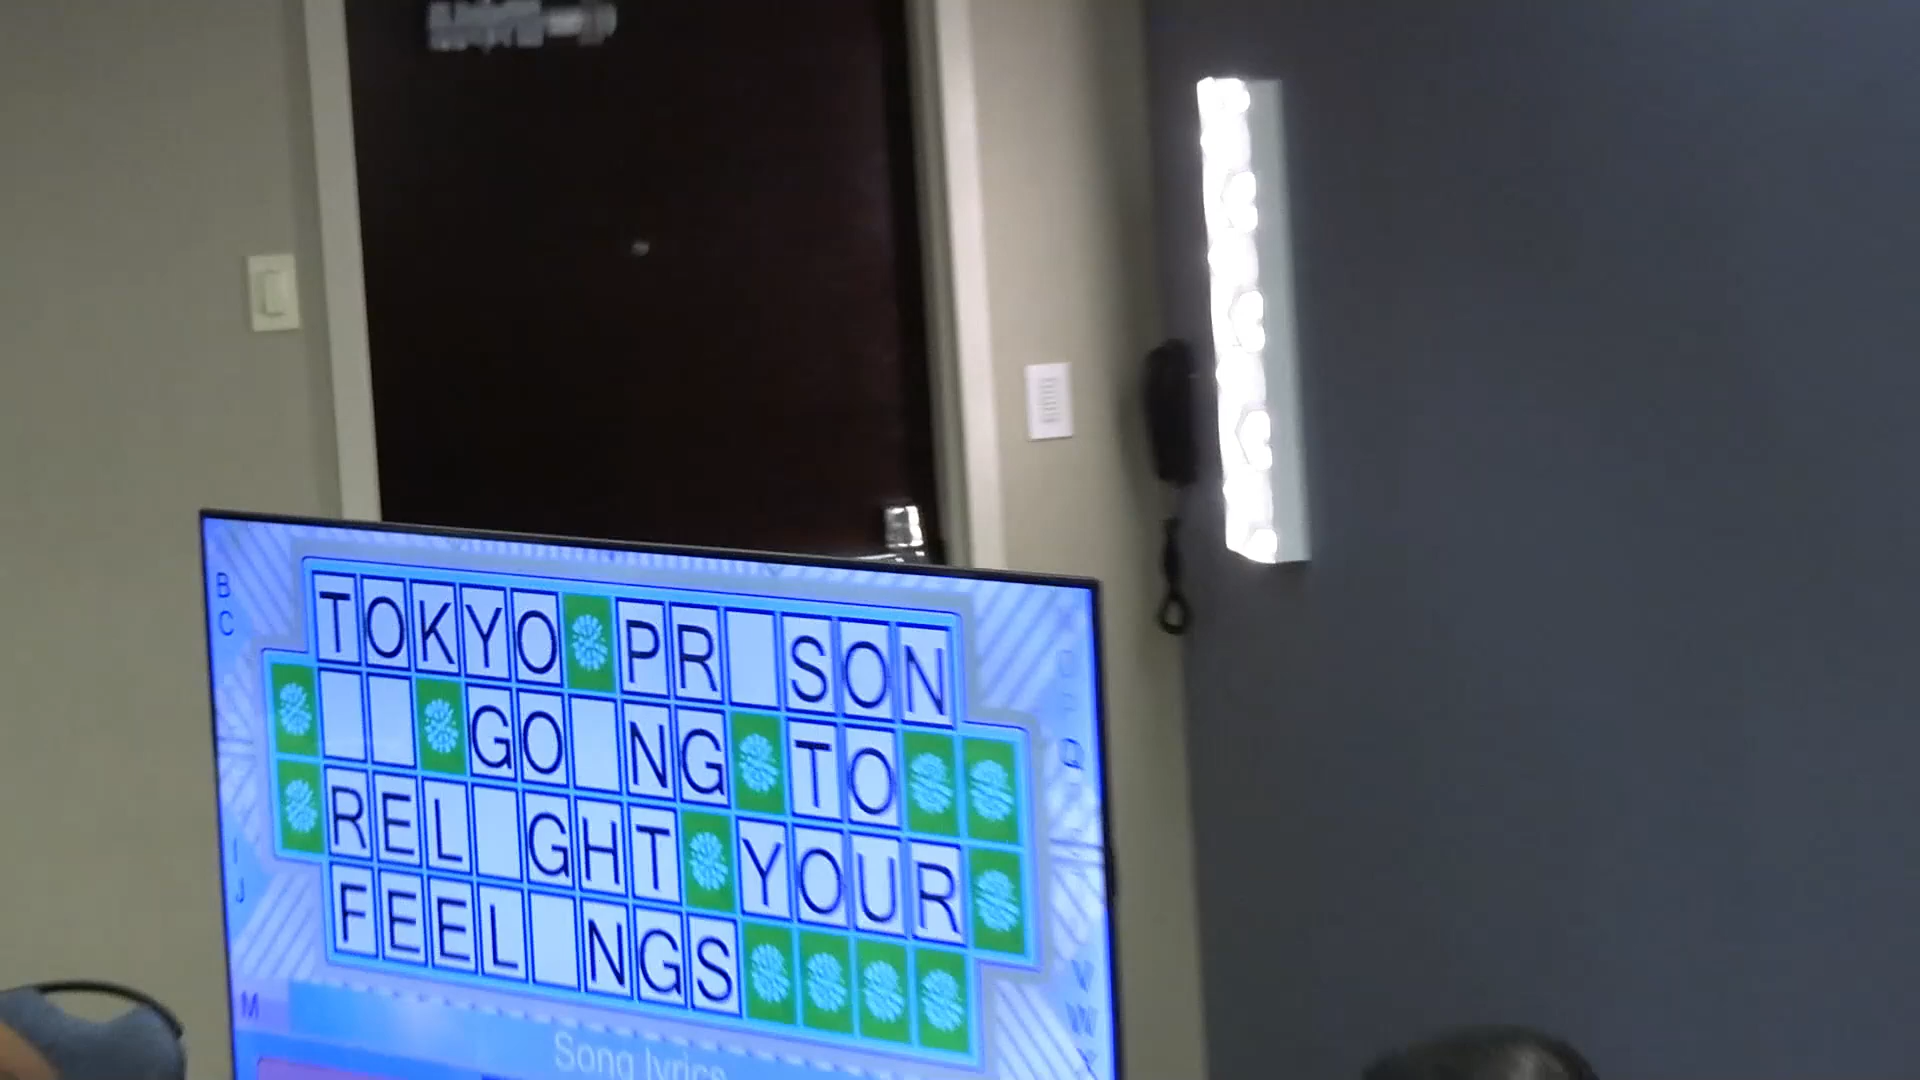 TOKYO PR SON
GO NG TO
REL GHT YOUR
FEEL NGS
Song lyrics
B
C
I
J
M
Q
V
W
X